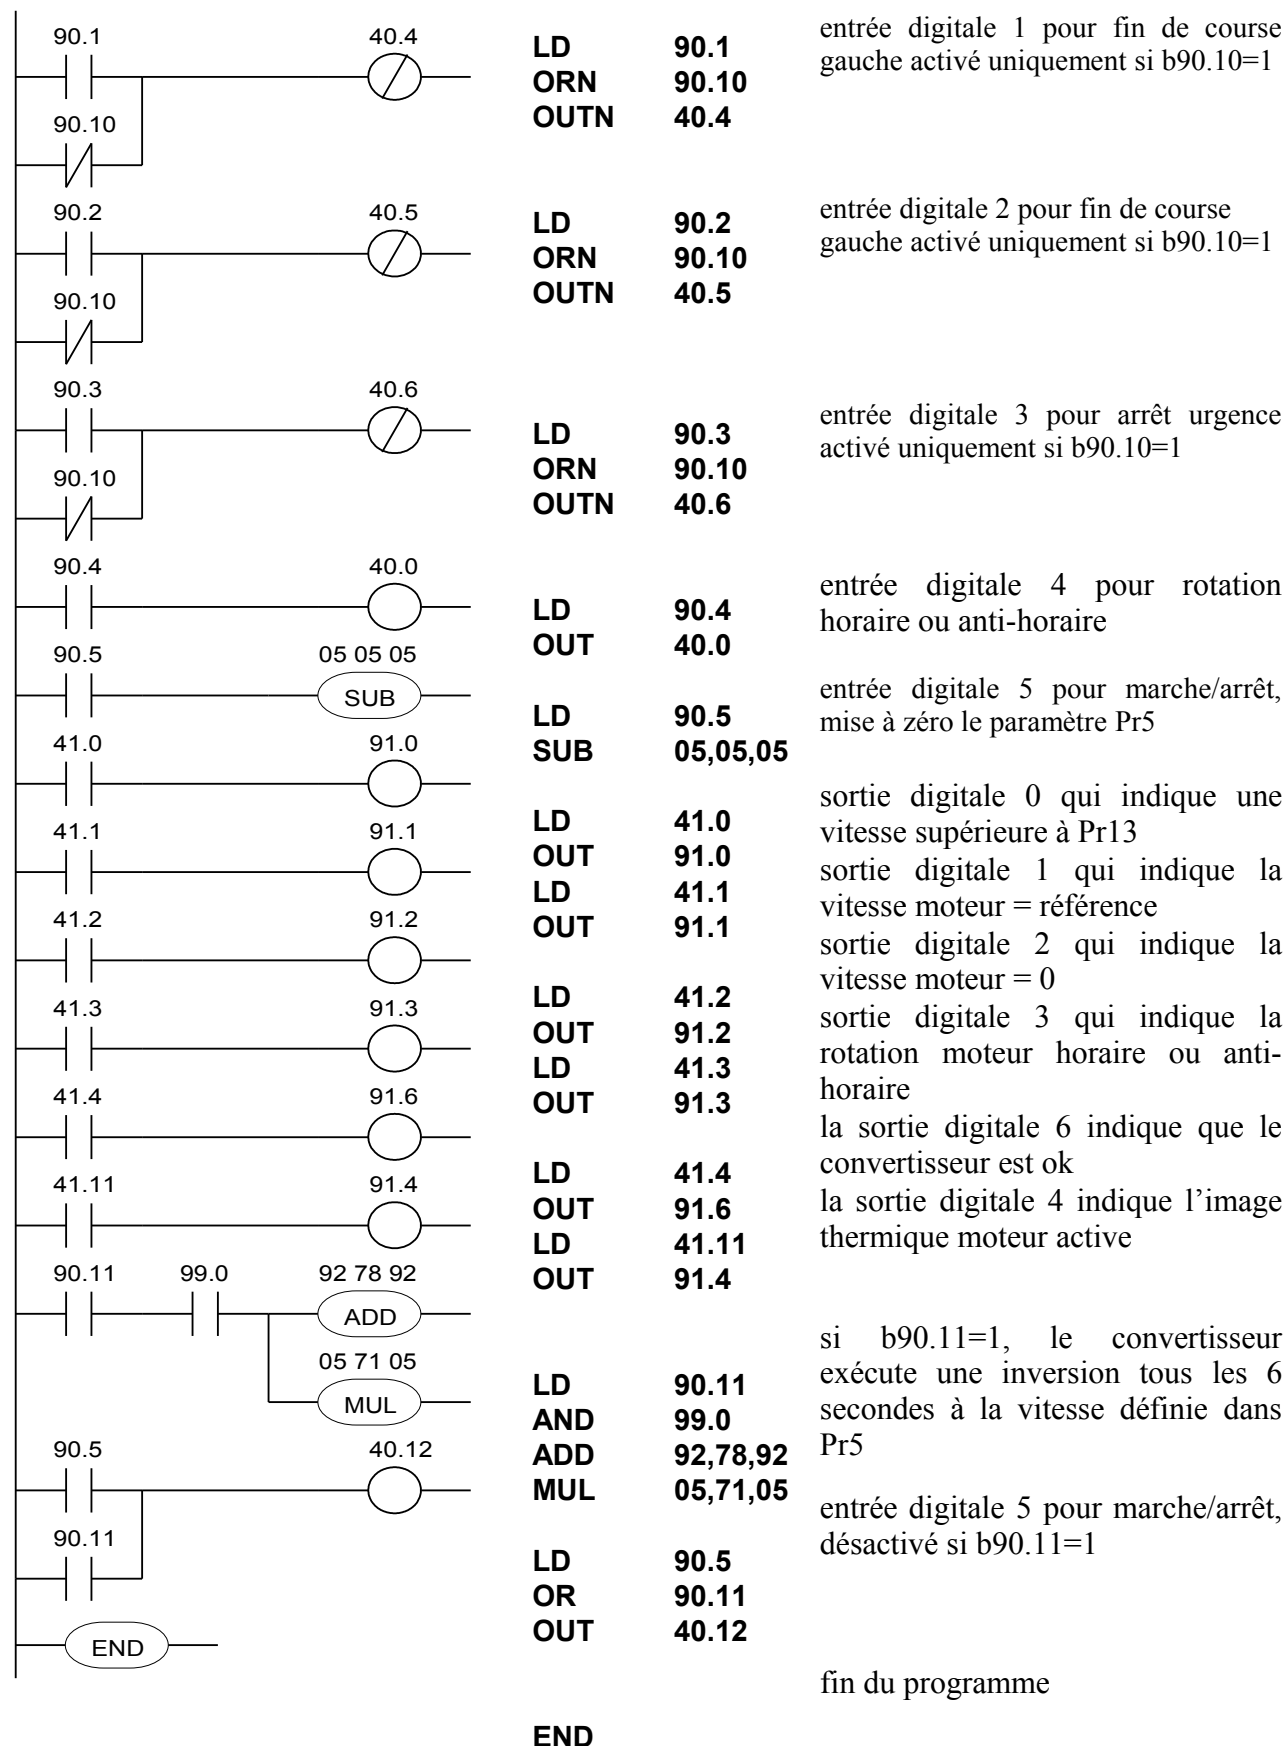 90.1 40.4
90.10
90.2 40.5
90.10
90.3 40.6
90.10
90.4 40.0
90.5 05 05 05
SUB
41.0 91.0
41.1 91.1
41.2 91.2
41.3 91.3
41.4 91.6
41.11 91.4
90.11 99.0 92 78 92
ADD
05 71 05
MUL
90.5 40.12
90.11
END
LD 90.1
ORN 90.10
OUTN 40.4
LD 90.2
ORN 90.10
OUTN 40.5
LD 90.3
ORN 90.10
OUTN 40.6
LD 90.4
OUT 40.0
LD 90.5
SUB 05,05,05
LD 41.0
OUT 91.0
LD 41.1
OUT 91.1
LD 41.2
OUT 91.2
LD 41.3
OUT 91.3
LD 41.4
OUT 91.6
LD 41.11
OUT 91.4
LD 90.11
AND 99.0
ADD 92,78,92
MUL 05,71,05
LD 90.5
OR 90.11
OUT 40.12
END
entrée digitale 1 pour fin de course
gauche activé uniquement si b90.10=1
entrée digitale 2 pour fin de course
gauche activé uniquement si b90.10=1
entrée digitale 3 pour arrêt urgence
activé uniquement si b90.10=1
entrée digitale 4 pour rotation
horaire ou anti-horaire
entrée digitale 5 pour marche/arrêt,
mise à zéro le paramètre Pr5
sortie digitale 0 qui indique une
vitesse supérieure à Pr13
sortie digitale 1 qui indique la
vitesse moteur = référence
sortie digitale 2 qui indique la
vitesse moteur = 0
sortie digitale 3 qui indique la
rotation moteur horaire ou anti-
horaire
la sortie digitale 6 indique que le
convertisseur est ok
la sortie digitale 4 indique l’image
thermique moteur active
si b90.11=1, le convertisseur
exécute une inversion tous les 6
secondes à la vitesse définie dans
Pr5
entrée digitale 5 pour marche/arrêt,
désactivé si b90.11=1
fin du programme